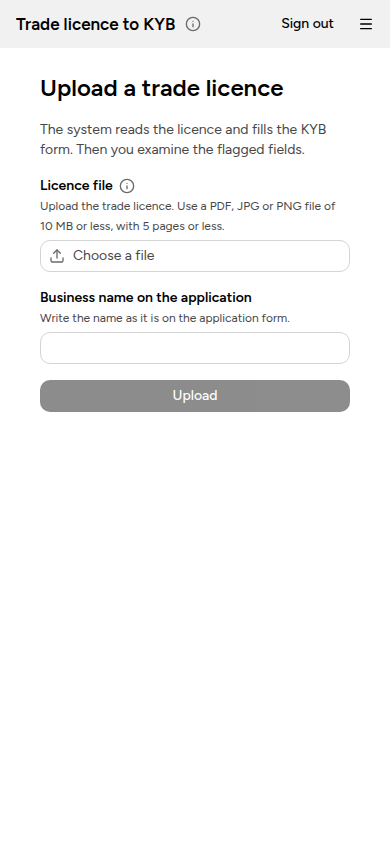 Trade licence to KYB
Sign out
Upload a trade licence
The system reads the licence and fills the KYB
form. Then you examine the flagged fields.
Licence file
Upload the trade licence. Use a PDF, JPG or PNG file of
10 MB or less, with 5 pages or less.
Choose a file
Business name on the application
Write the name as it is on the application form.
Upload